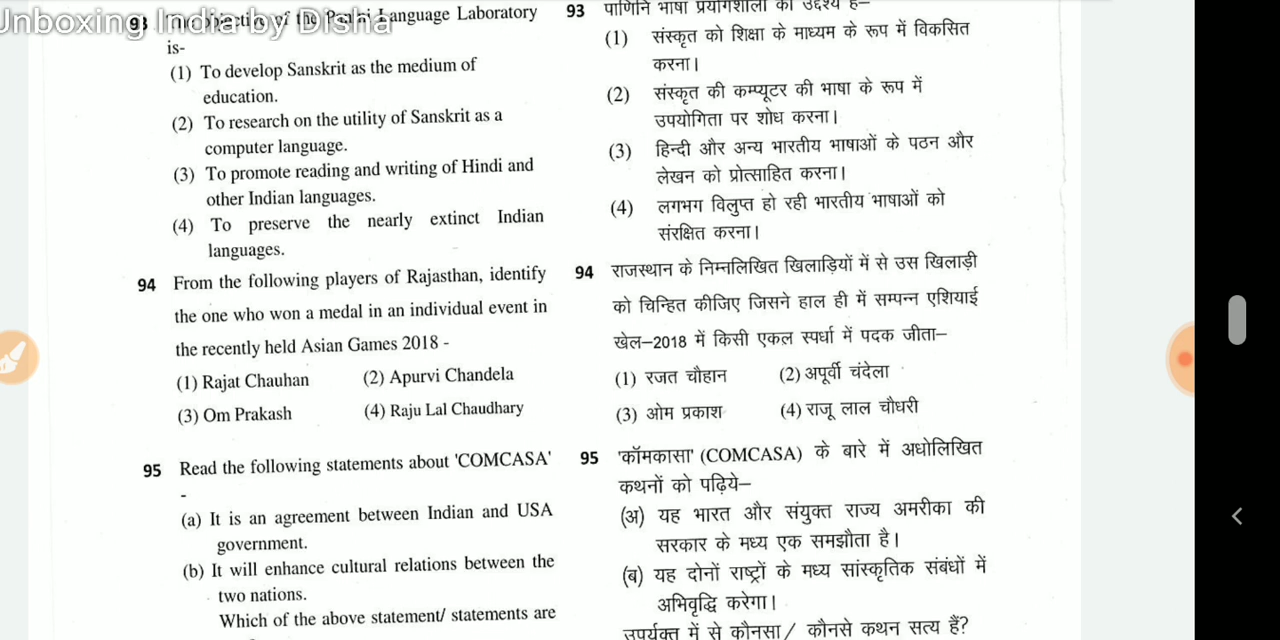 Unboxing India by Disha
93 The objective of the Panini Language Laboratory
is-
(1) To develop Sanskrit as the medium of
education.
(2) To research on the utility of Sanskrit as a
computer language.
(3) To promote reading and writing of Hindi and
other Indian languages.
(4) To preserve the nearly extinct Indian
languages.
94 From the following players of Rajasthan, identify
the one who won a medal in an individual event in
the recently held Asian Games 2018 -
(1) Rajat Chauhan (2) Apurvi Chandela
(3) Om Prakash (4) Raju Lal Chaudhary
95 Read the following statements about 'COMCASA'
-
(a) It is an agreement between Indian and USA
government.
(b) It will enhance cultural relations between the
two nations.
Which of the above statement/ statements are
93 पाणिनि भाषा प्रयोगशाला का उद्देश्य है–
(1) संस्कृत को शिक्षा के माध्यम के रूप में विकसित
करना।
(2) संस्कृत की कम्प्यूटर की भाषा के रूप में
उपयोगिता पर शोध करना।
(3) हिन्दी और अन्य भारतीय भाषाओं के पठन और
लेखन को प्रोत्साहित करना।
(4) लगभग विलुप्त हो रही भारतीय भाषाओं को
संरक्षित करना।
94 राजस्थान के निम्नलिखित खिलाड़ियों में से उस खिलाड़ी
को चिन्हित कीजिए जिसने हाल ही में सम्पन्न एशियाई
खेल–2018 में किसी एकल स्पर्धा में पदक जीता–
(1) रजत चौहान (2) अपूर्वी चंदेला
(3) ओम प्रकाश (4) राजू लाल चौधरी
95 'कॉमकासा' (COMCASA) के बारे में अधोलिखित
कथनों को पढ़िये–
(अ) यह भारत और संयुक्त राज्य अमरीका की
सरकार के मध्य एक समझौता है।
(ब) यह दोनों राष्ट्रों के मध्य सांस्कृतिक संबंधों में
अभिवृद्धि करेगा।
उपर्युक्त में से कौनसा/ कौनसे कथन सत्य हैं?